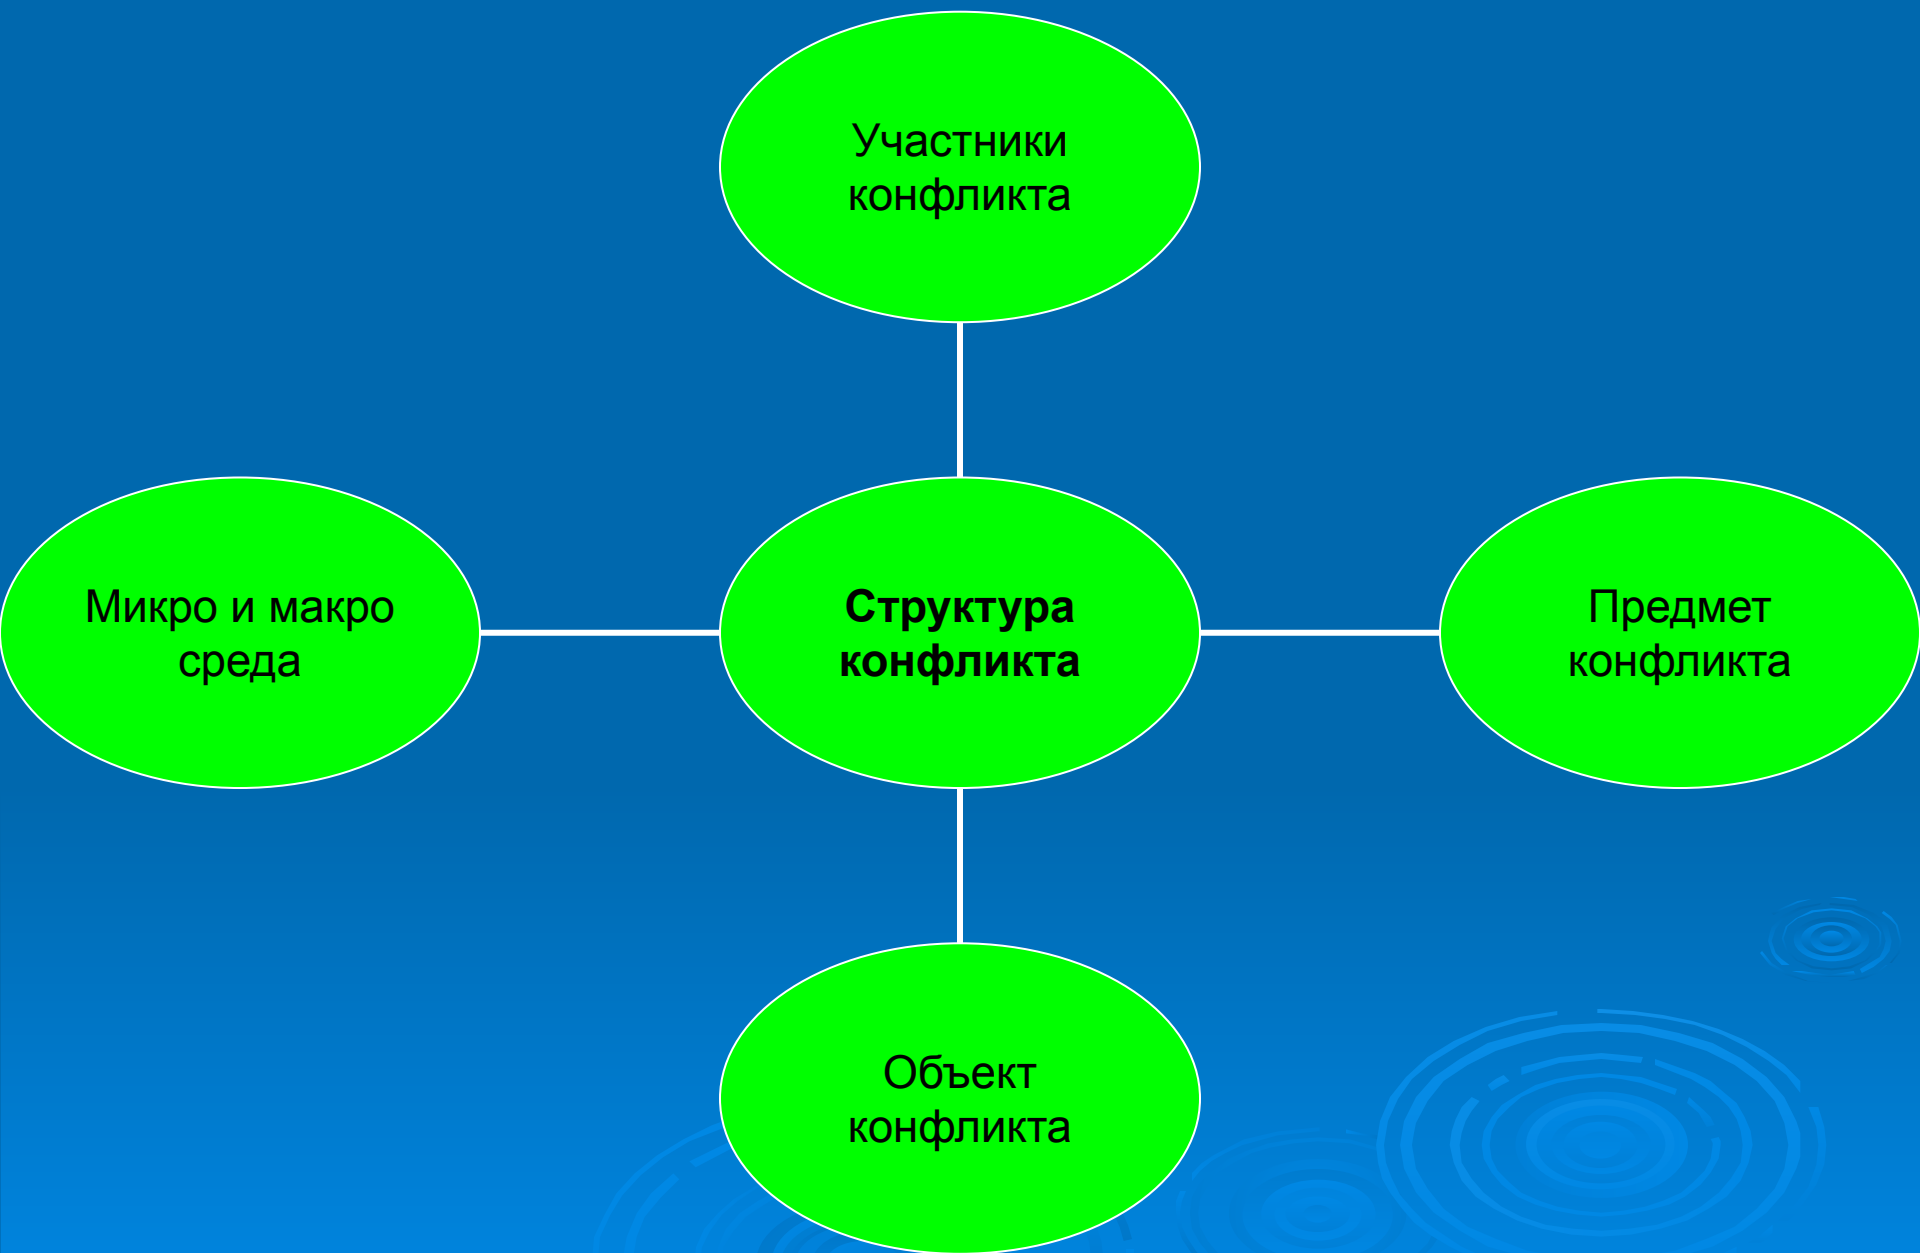 Участники
конфликта
Микро и макро
среда
Структура
конфликта
Предмет
конфликта
Объект
конфликта